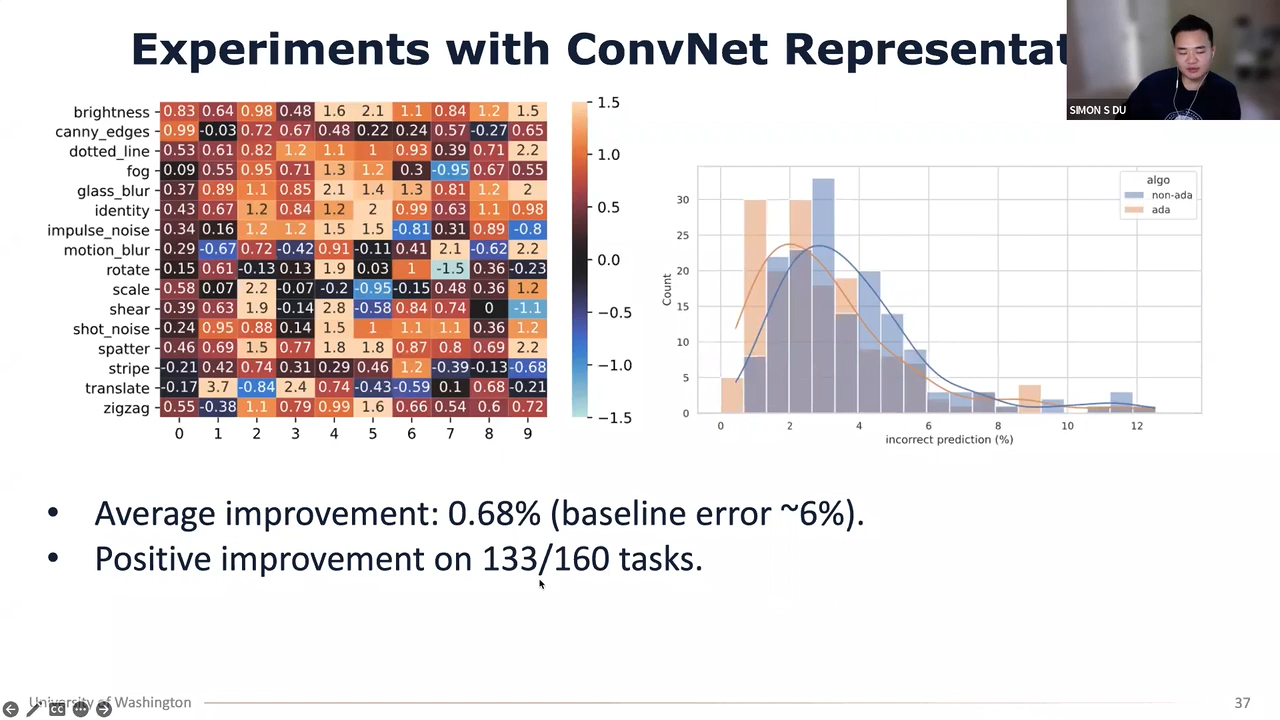 Experiments with ConvNet Representat
SIMON S DU
brightness 0.83 0.64 0.98 0.48 1.6 2.1 1.1 0.84 1.2 1.5
canny_edges 0.99 -0.03 0.72 0.67 0.48 0.22 0.24 0.57 -0.27 0.65
dotted_line 0.53 0.61 0.82 1.2 1.1 1 0.93 0.39 0.71 2.2
fog 0.09 0.55 0.95 0.71 1.3 1.2 0.3 -0.95 0.67 0.55
glass_blur 0.37 0.89 1.1 0.85 2.1 1.4 1.3 0.81 1.2 2
identity 0.43 0.67 1.2 0.84 1.2 2 0.99 0.63 1.1 0.98
impulse_noise 0.34 0.16 1.2 1.2 1.5 1.5 -0.81 0.31 0.89 -0.8
motion_blur 0.29 -0.67 0.72 -0.42 0.91 -0.11 0.41 2.1 -0.62 2.2
rotate 0.15 0.61 -0.13 0.13 1.9 0.03 1 -1.5 0.36 -0.23
scale 0.58 0.07 2.2 -0.07 -0.2 -0.95 -0.15 0.48 0.36 1.2
shear 0.39 0.63 1.9 -0.14 2.8 -0.58 0.84 0.74 0 -1.1
shot_noise 0.24 0.95 0.88 0.14 1.5 1 1.1 1.1 0.36 1.2
spatter 0.46 0.69 1.5 0.77 1.8 1.8 0.87 0.8 0.69 2.2
stripe -0.21 0.42 0.74 0.31 0.29 0.46 1.2 -0.39 -0.13 -0.68
translate -0.17 3.7 -0.84 2.4 0.74 -0.43 -0.59 0.1 0.68 -0.21
zigzag 0.55 -0.38 1.1 0.79 0.99 1.6 0.66 0.54 0.6 0.72
0 1 2 3 4 5 6 7 8 9
1.5
1.0
0.5
0.0
−0.5
−1.0
−1.5
algo
non-ada
ada
Count
30
25
20
15
10
5
0
0 2 4 6 8 10 12
incorrect prediction (%)
• Average improvement: 0.68% (baseline error ~6%).
• Positive improvement on 133/160 tasks.
University of Washington
CC
37